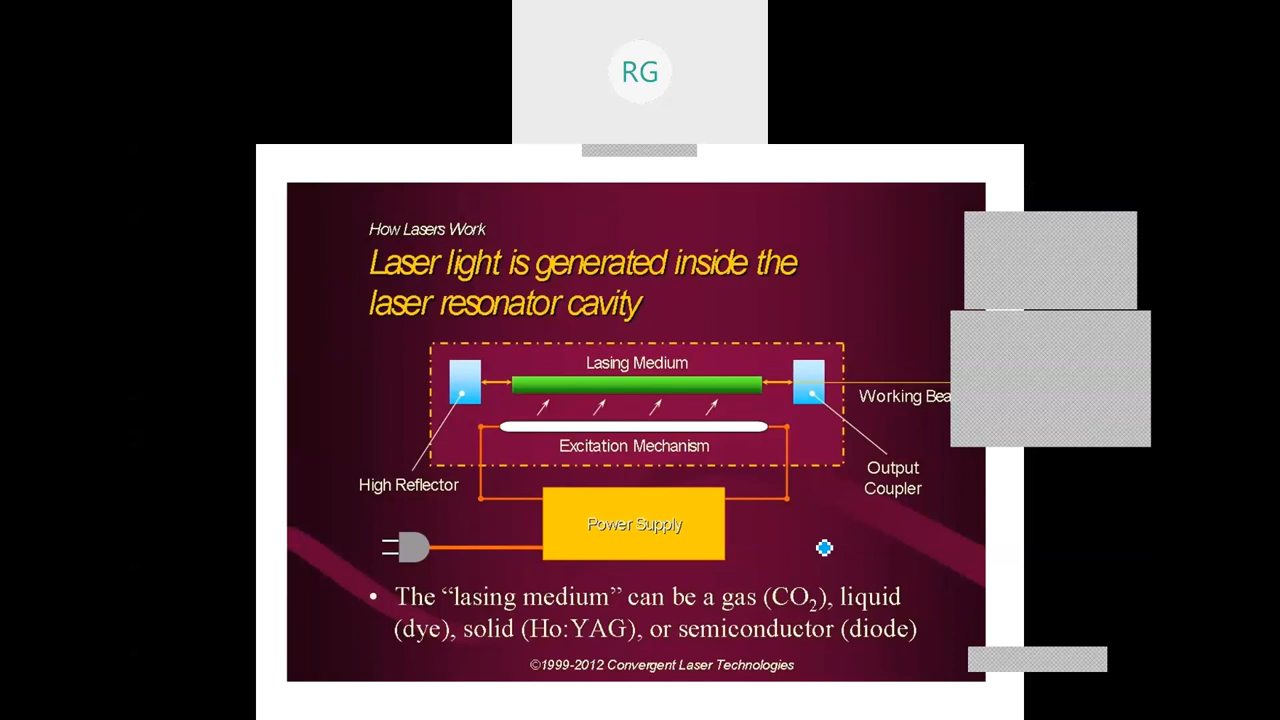 RG
How Lasers Work
Laser light is generated inside the
laser resonator cavity
Lasing Medium
Working Bea
Excitation Mechanism
High Reflector
Output
Coupler
Power Supply
• The “lasing medium” can be a gas (CO₂), liquid
(dye), solid (Ho:YAG), or semiconductor (diode)
©1999-2012 Convergent Laser Technologies